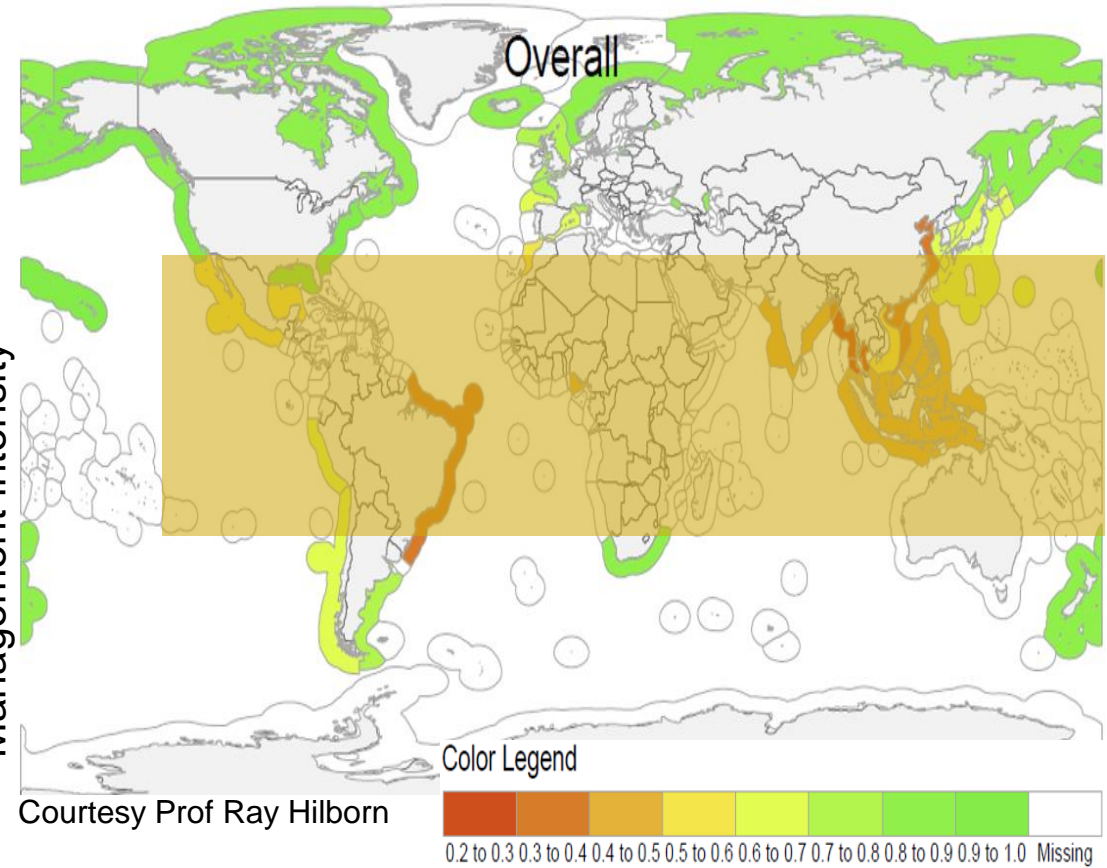 Overall
Management Intensity
Color Legend
Courtesy Prof Ray Hilborn
0.2 to 0.3 0.3 to 0.4 0.4 to 0.5 0.5 to 0.6 0.6 to 0.7 0.7 to 0.8 0.8 to 0.9 0.9 to 1.0 Missing